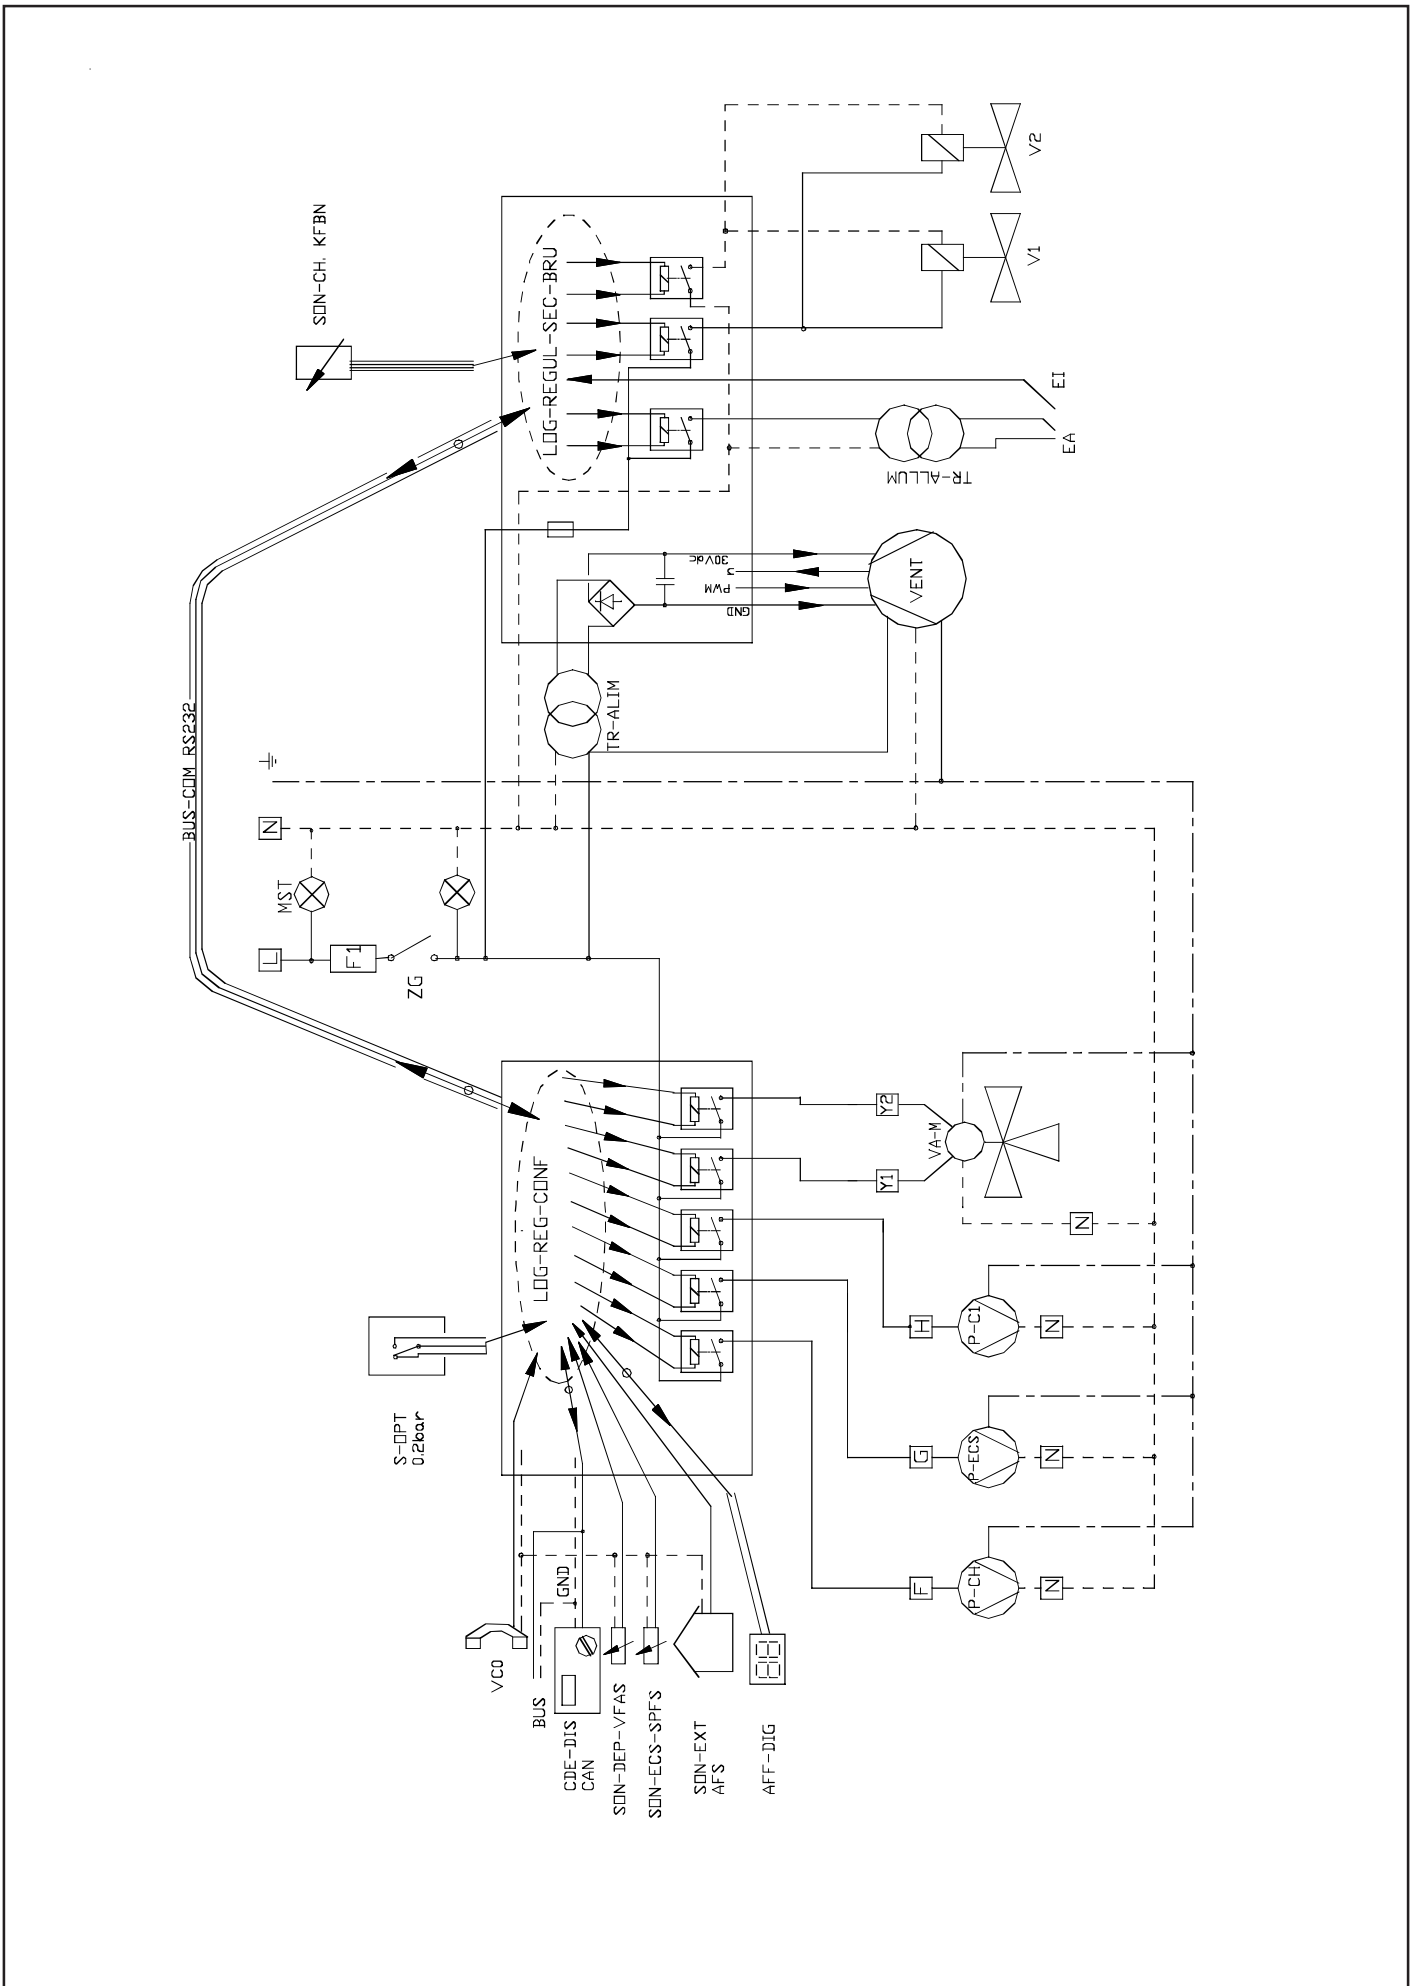 SON-CH. KFBN
V2
V1
LOG-REGUL-SEC-BRU
EI
EA
TR-ALLUM
30Vdc
3
PWM
GND
VENT
TR-ALIM
BUS-COM RS232
N
MST
L
F1
ZG
LOG-REG-CONF
Y2
VA-M
Y1
N
H
P-C1
N
G
P-ECS
N
F
P-CH
N
S-OPT
0.2bar
VC0
GND
BUS
CDE-DIS
CAN
SON-DEP-VFAS
SON-ECS-SPFS
SON-EXT
AFS
AFF-DIG